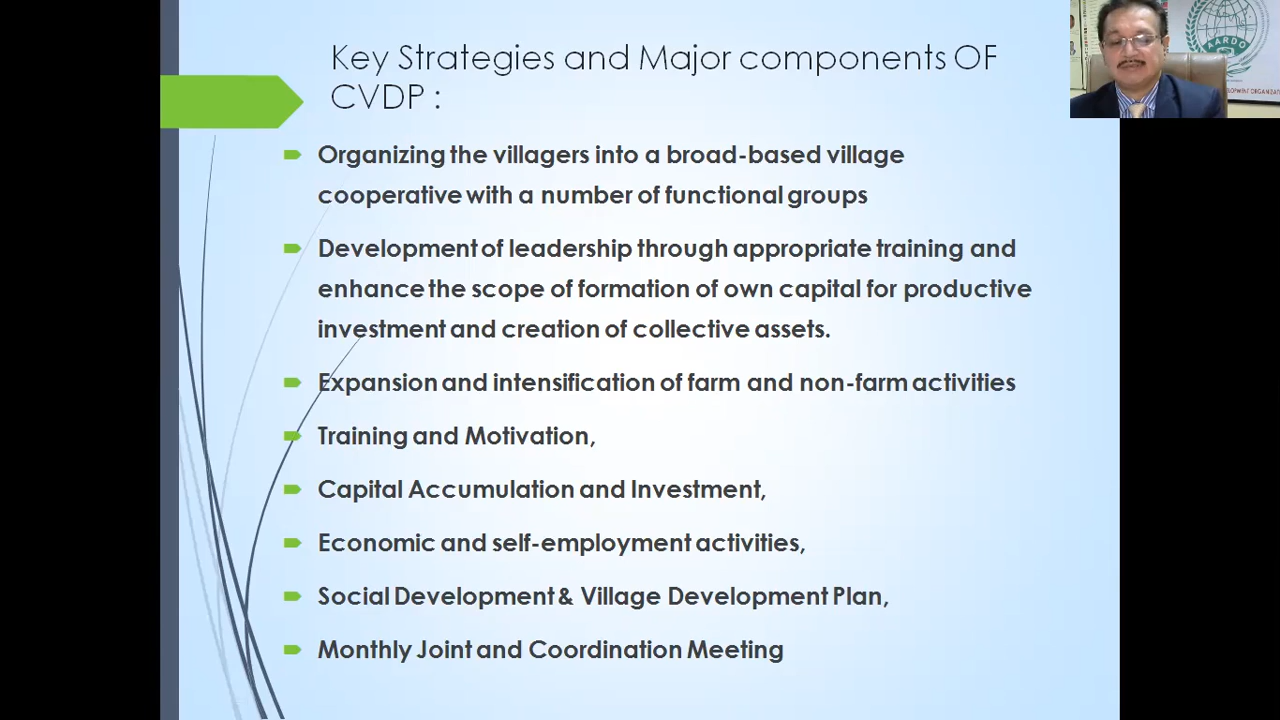 Key Strategies and Major components OF
CVDP :
Organizing the villagers into a broad-based village
cooperative with a number of functional groups
Development of leadership through appropriate training and
enhance the scope of formation of own capital for productive
investment and creation of collective assets.
Expansion and intensification of farm and non-farm activities
Training and Motivation,
Capital Accumulation and Investment,
Economic and self-employment activities,
Social Development & Village Development Plan,
Monthly Joint and Coordination Meeting
AARDO